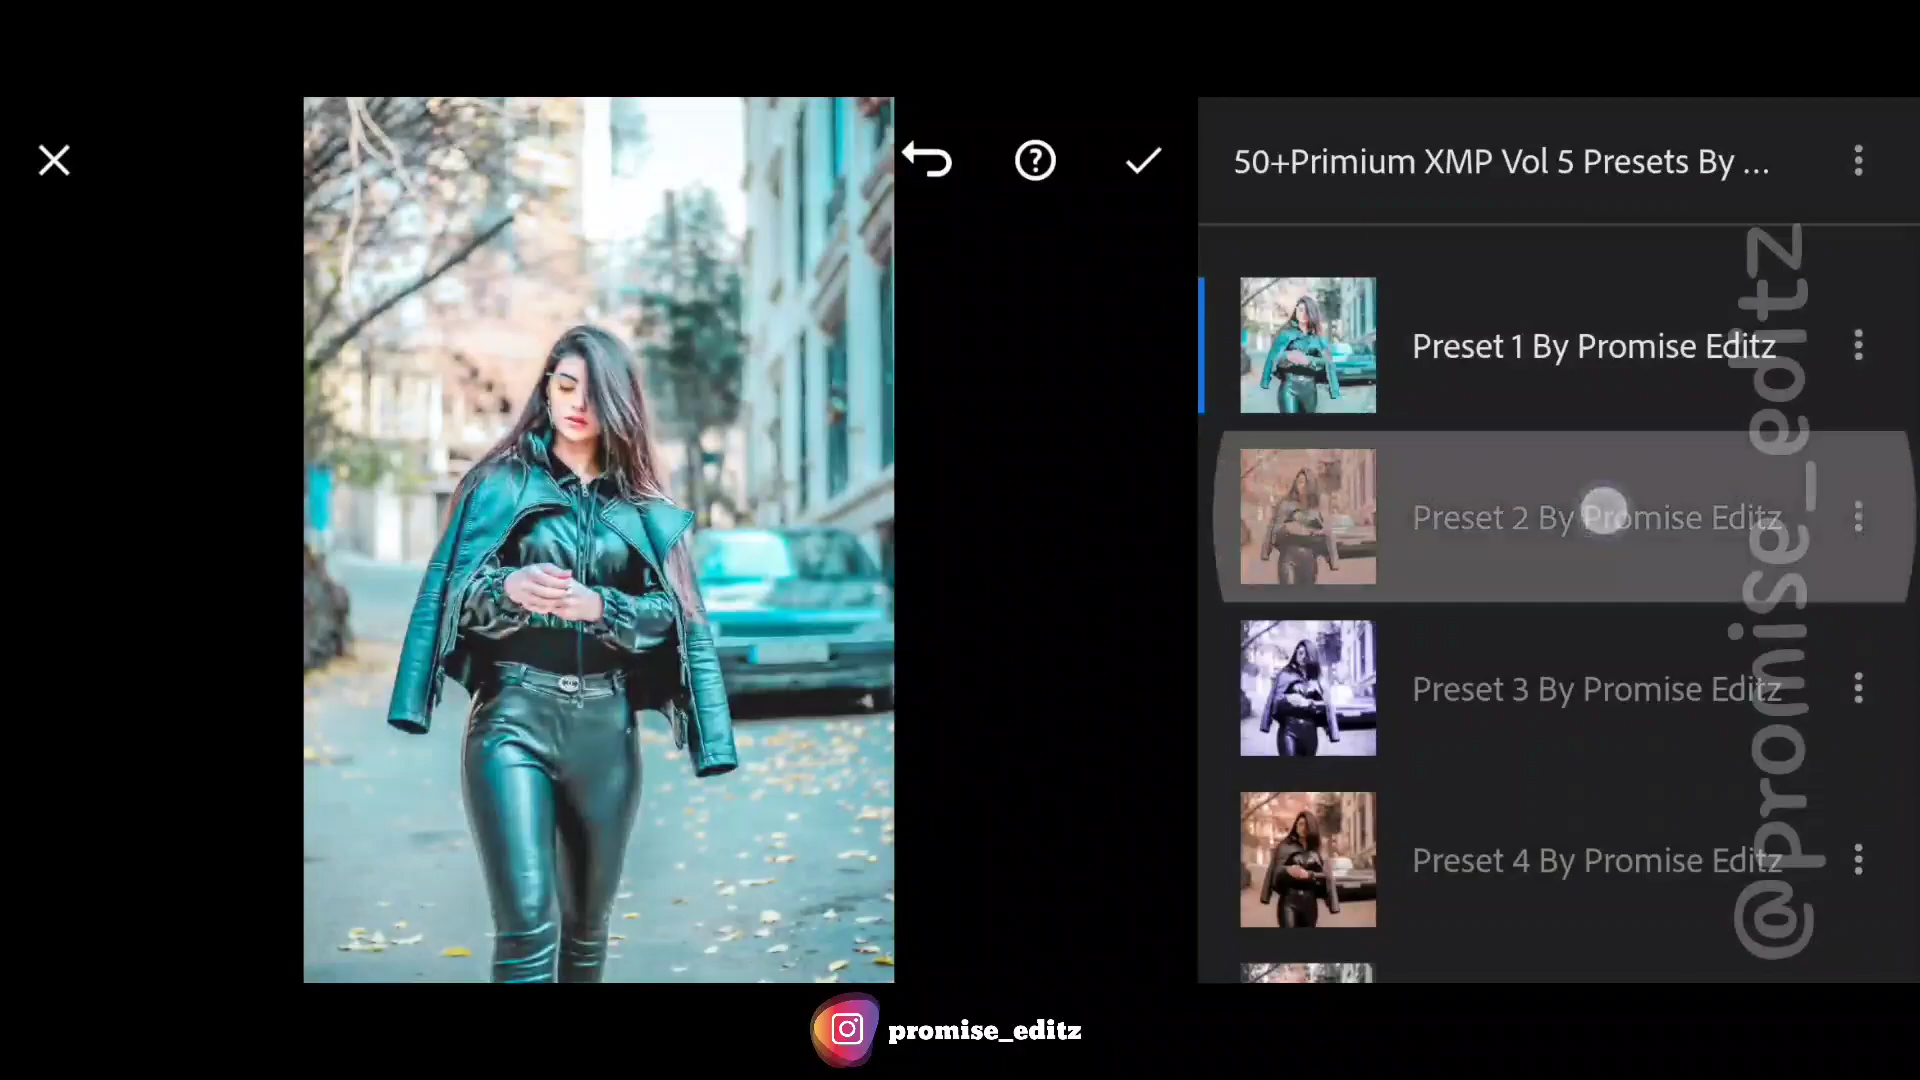 50+Primium XMP Vol 5 Presets By ...
Preset 1 By Promise Editz
Preset 2 By Promise Editz
Preset 3 By Promise Editz
Preset 4 By Promise Editz
@promise_editz
promise_editz